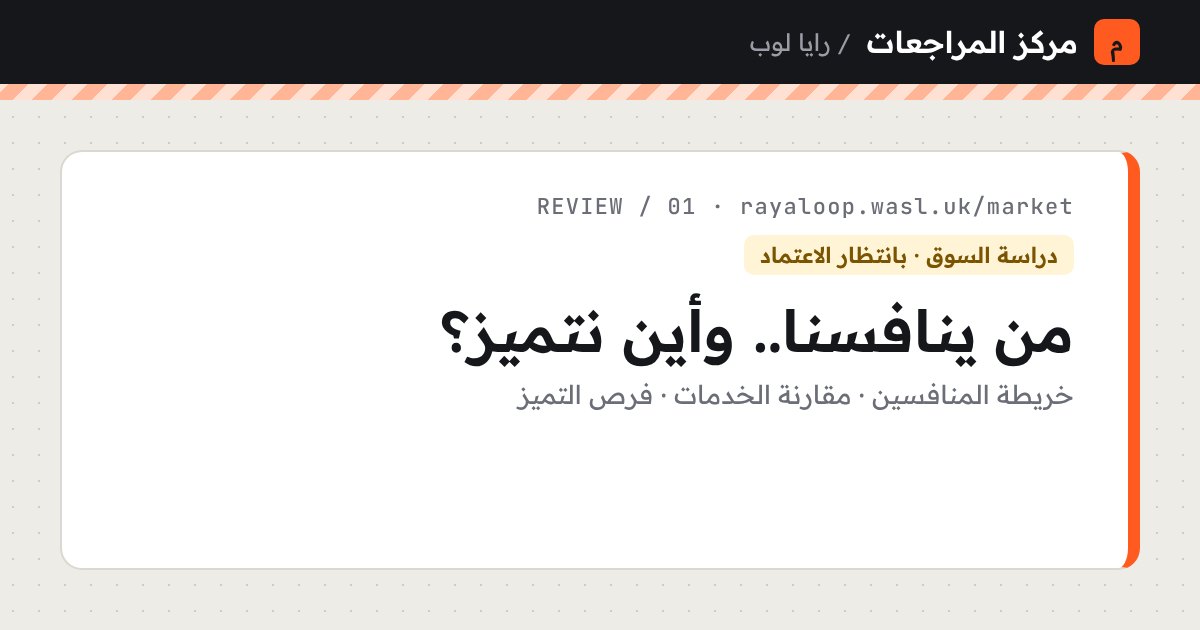 م مركز المراجعات / رايا لوب
REVIEW / 01 · rayaloop.wasl.uk/market
دراسة السوق · بانتظار الاعتماد
من ينافسنا.. وأين نتميز؟
خريطة المنافسين · مقارنة الخدمات · فرص التميز